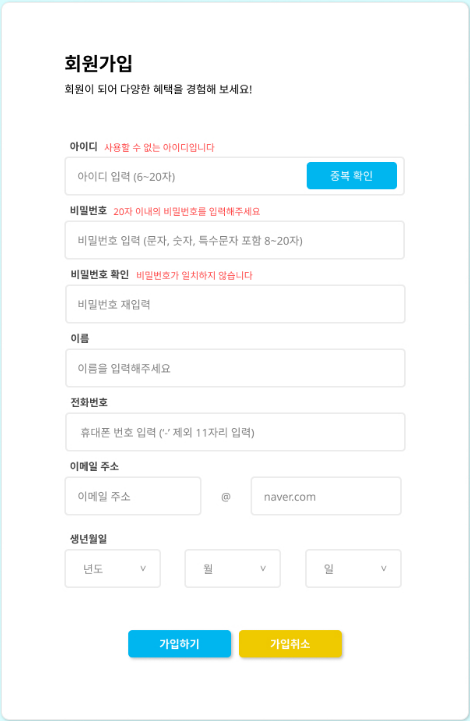 회원가입
회원이 되어 다양한 혜택을 경험해 보세요!
아이디 사용할 수 없는 아이디입니다
아이디 입력 (6~20자) 중복 확인
비밀번호 20자 이내의 비밀번호를 입력해주세요
비밀번호 입력 (문자, 숫자, 특수문자 포함 8~20자)
비밀번호 확인 비밀번호가 일치하지 않습니다
비밀번호 재입력
이름
이름을 입력해주세요
전화번호
휴대폰 번호 입력 (‘-’ 제외 11자리 입력)
이메일 주소
이메일 주소 @ naver.com
생년월일
년도 월 일
가입하기 가입취소